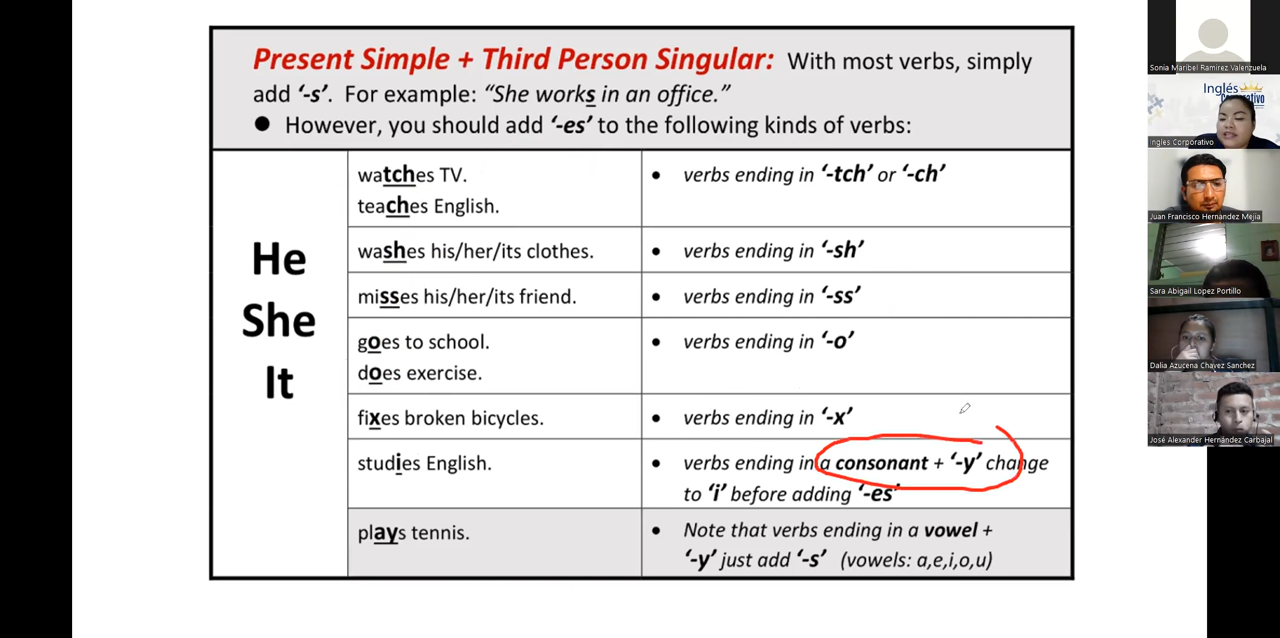 Present Simple + Third Person Singular: With most verbs, simply
add ‘-s’. For example: “She works in an office.”
● However, you should add ‘-es’ to the following kinds of verbs:
He
She
It
watches TV.
teaches English.
• verbs ending in ‘-tch’ or ‘-ch’
washes his/her/its clothes.
• verbs ending in ‘-sh’
misses his/her/its friend.
• verbs ending in ‘-ss’
goes to school.
does exercise.
• verbs ending in ‘-o’
fixes broken bicycles.
• verbs ending in ‘-x’
studies English.
• verbs ending in a consonant + ‘-y’ change
to ‘i’ before adding ‘-es’
plays tennis.
• Note that verbs ending in a vowel +
‘-y’ just add ‘-s’ (vowels: a,e,i,o,u)
Sonia Maribel Ramirez Valenzuela
Inglés
Corporativo
Ingles Corporativo
Juan Francisco Hernández Mejía
Sara Abigail Lopez Portillo
Dalia Azucena Chavez Sanchez
José Alexander Hernández Carbajal